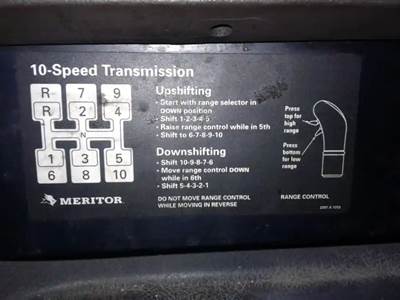 10-Speed Transmission
R 7 9
R 2 4
N
1 3 5
6 8 10
MERITOR
Upshifting
• Start with range selector in
DOWN position
• Shift 1-2-3-4-5
• Raise range control while in 5th
• Shift to 6-7-8-9-10
Downshifting
• Shift 10-9-8-7-6
• Move range control DOWN
while in 6th
• Shift 5-4-3-2-1
DO NOT MOVE RANGE CONTROL
WHILE MOVING IN REVERSE
Press
top for
high
range
Press
bottom
for low
range
RANGE CONTROL